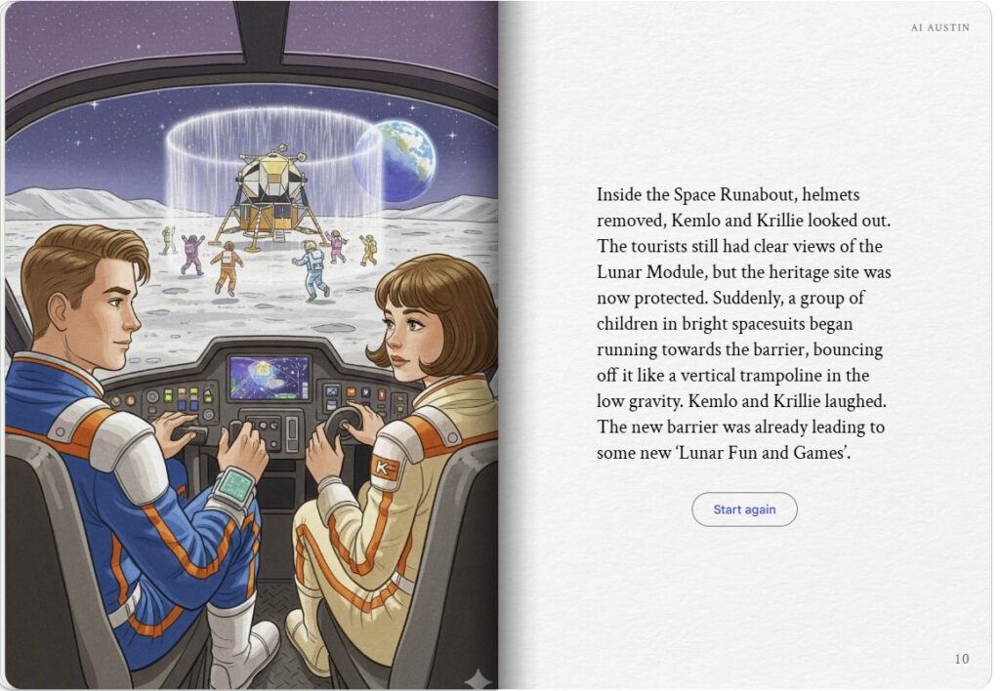 AI AUSTIN
K
Inside the Space Runabout, helmets
removed, Kemlo and Krillie looked out.
The tourists still had clear views of the
Lunar Module, but the heritage site was
now protected. Suddenly, a group of
children in bright spacesuits began
running towards the barrier, bouncing
off it like a vertical trampoline in the
low gravity. Kemlo and Krillie laughed.
The new barrier was already leading to
some new ‘Lunar Fun and Games’.
Start again
10